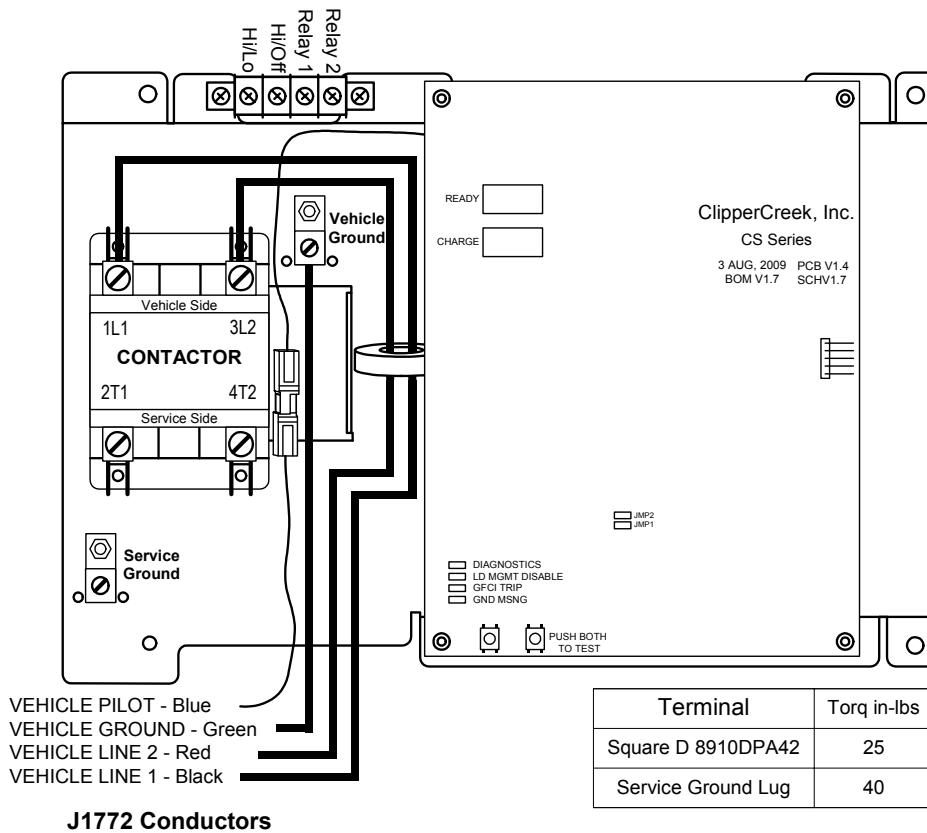 Hi/Lo
Hi/Off
Relay 1
Relay 2
READY
CHARGE
ClipperCreek, Inc.
CS Series
3 AUG, 2009 PCB V1.4
BOM V1.7 SCHV1.7
Vehicle
Ground
Vehicle Side
1L1 3L2
CONTACTOR
2T1 4T2
Service Side
JMP2
JMP1
Service
Ground
DIAGNOSTICS
LD MGMT DISABLE
GFCI TRIP
GND MSNG
PUSH BOTH
TO TEST
VEHICLE PILOT - Blue
VEHICLE GROUND - Green
VEHICLE LINE 2 - Red
VEHICLE LINE 1 - Black
J1772 Conductors
Terminal Torq in-lbs
Square D 8910DPA42 25
Service Ground Lug 40